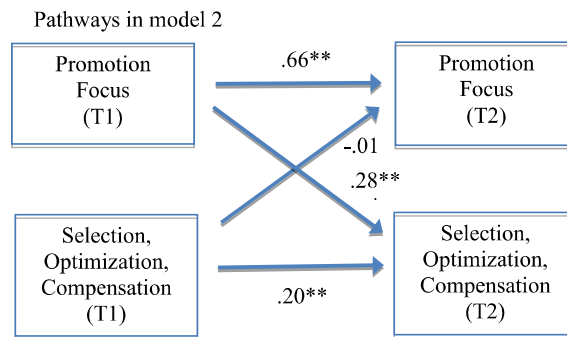 Pathways in model 2
Promotion
Focus
(T1)
.66**
Promotion
Focus
(T2)
-.01
.28**
Selection,
Optimization,
Compensation
(T1)
.20**
Selection,
Optimization,
Compensation
(T2)